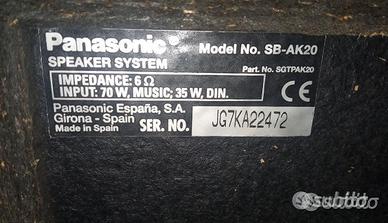 Panasonic Model No. SB-AK20
SPEAKER SYSTEM Part No. SGTPAK20
IMPEDANCE: 6 Ω
INPUT: 70 W, MUSIC; 35 W, DIN.
Panasonic España, S.A.
Girona - Spain
Made in Spain SER. NO. JG7KA22472
subito